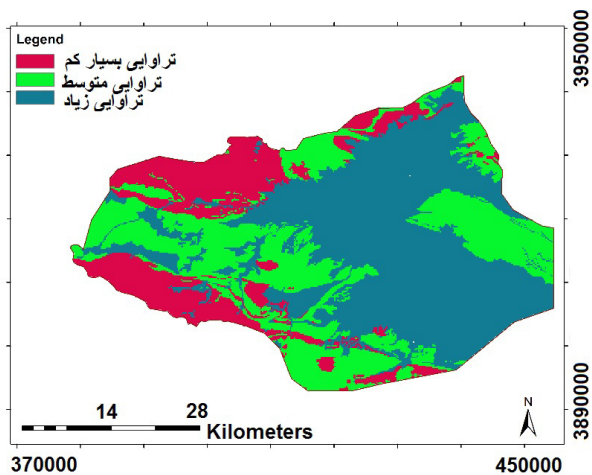 Legend
تراوایی بسیار کم
تراوایی متوسط
تراوایی زیاد
3950000
3890000
N
14 28
Kilometers
370000 450000